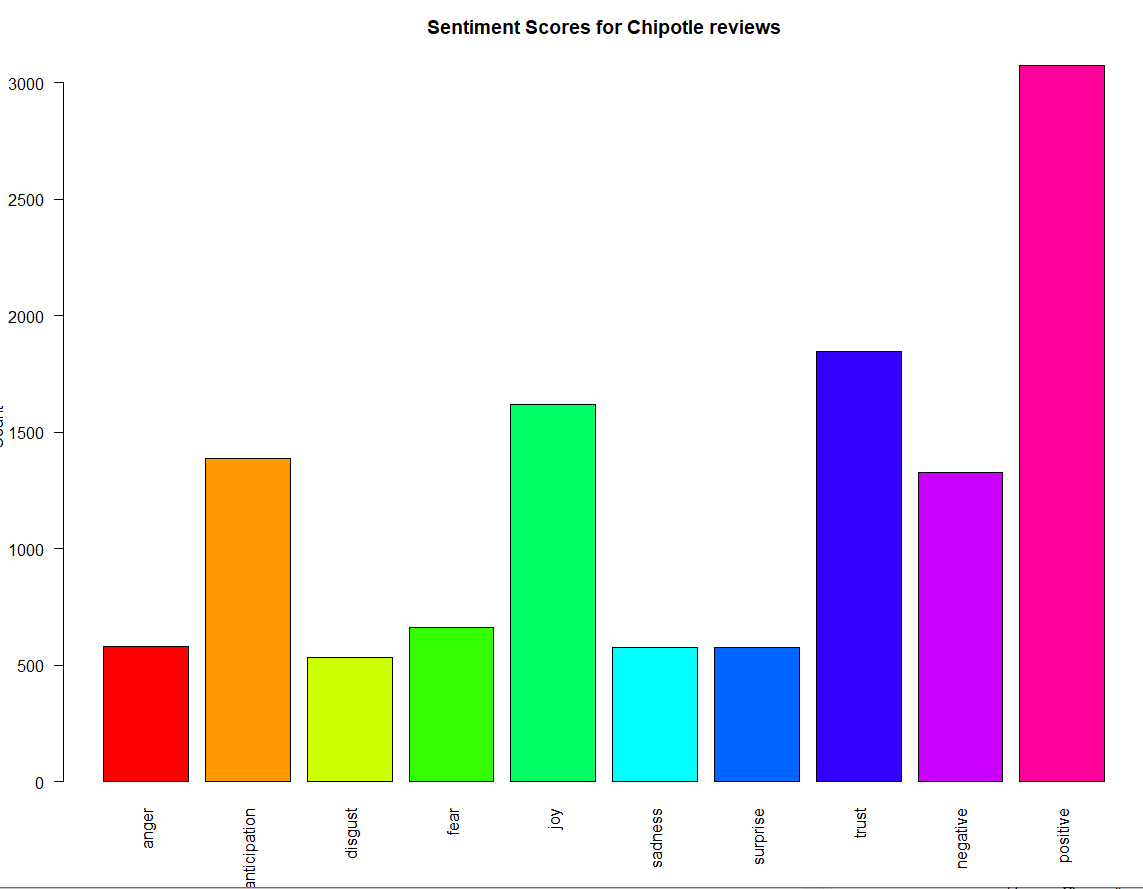 Sentiment Scores for Chipotle reviews
3000
2500
2000
1500
1000
500
0
anger
anticipation
disgust
fear
joy
sadness
surprise
trust
negative
positive